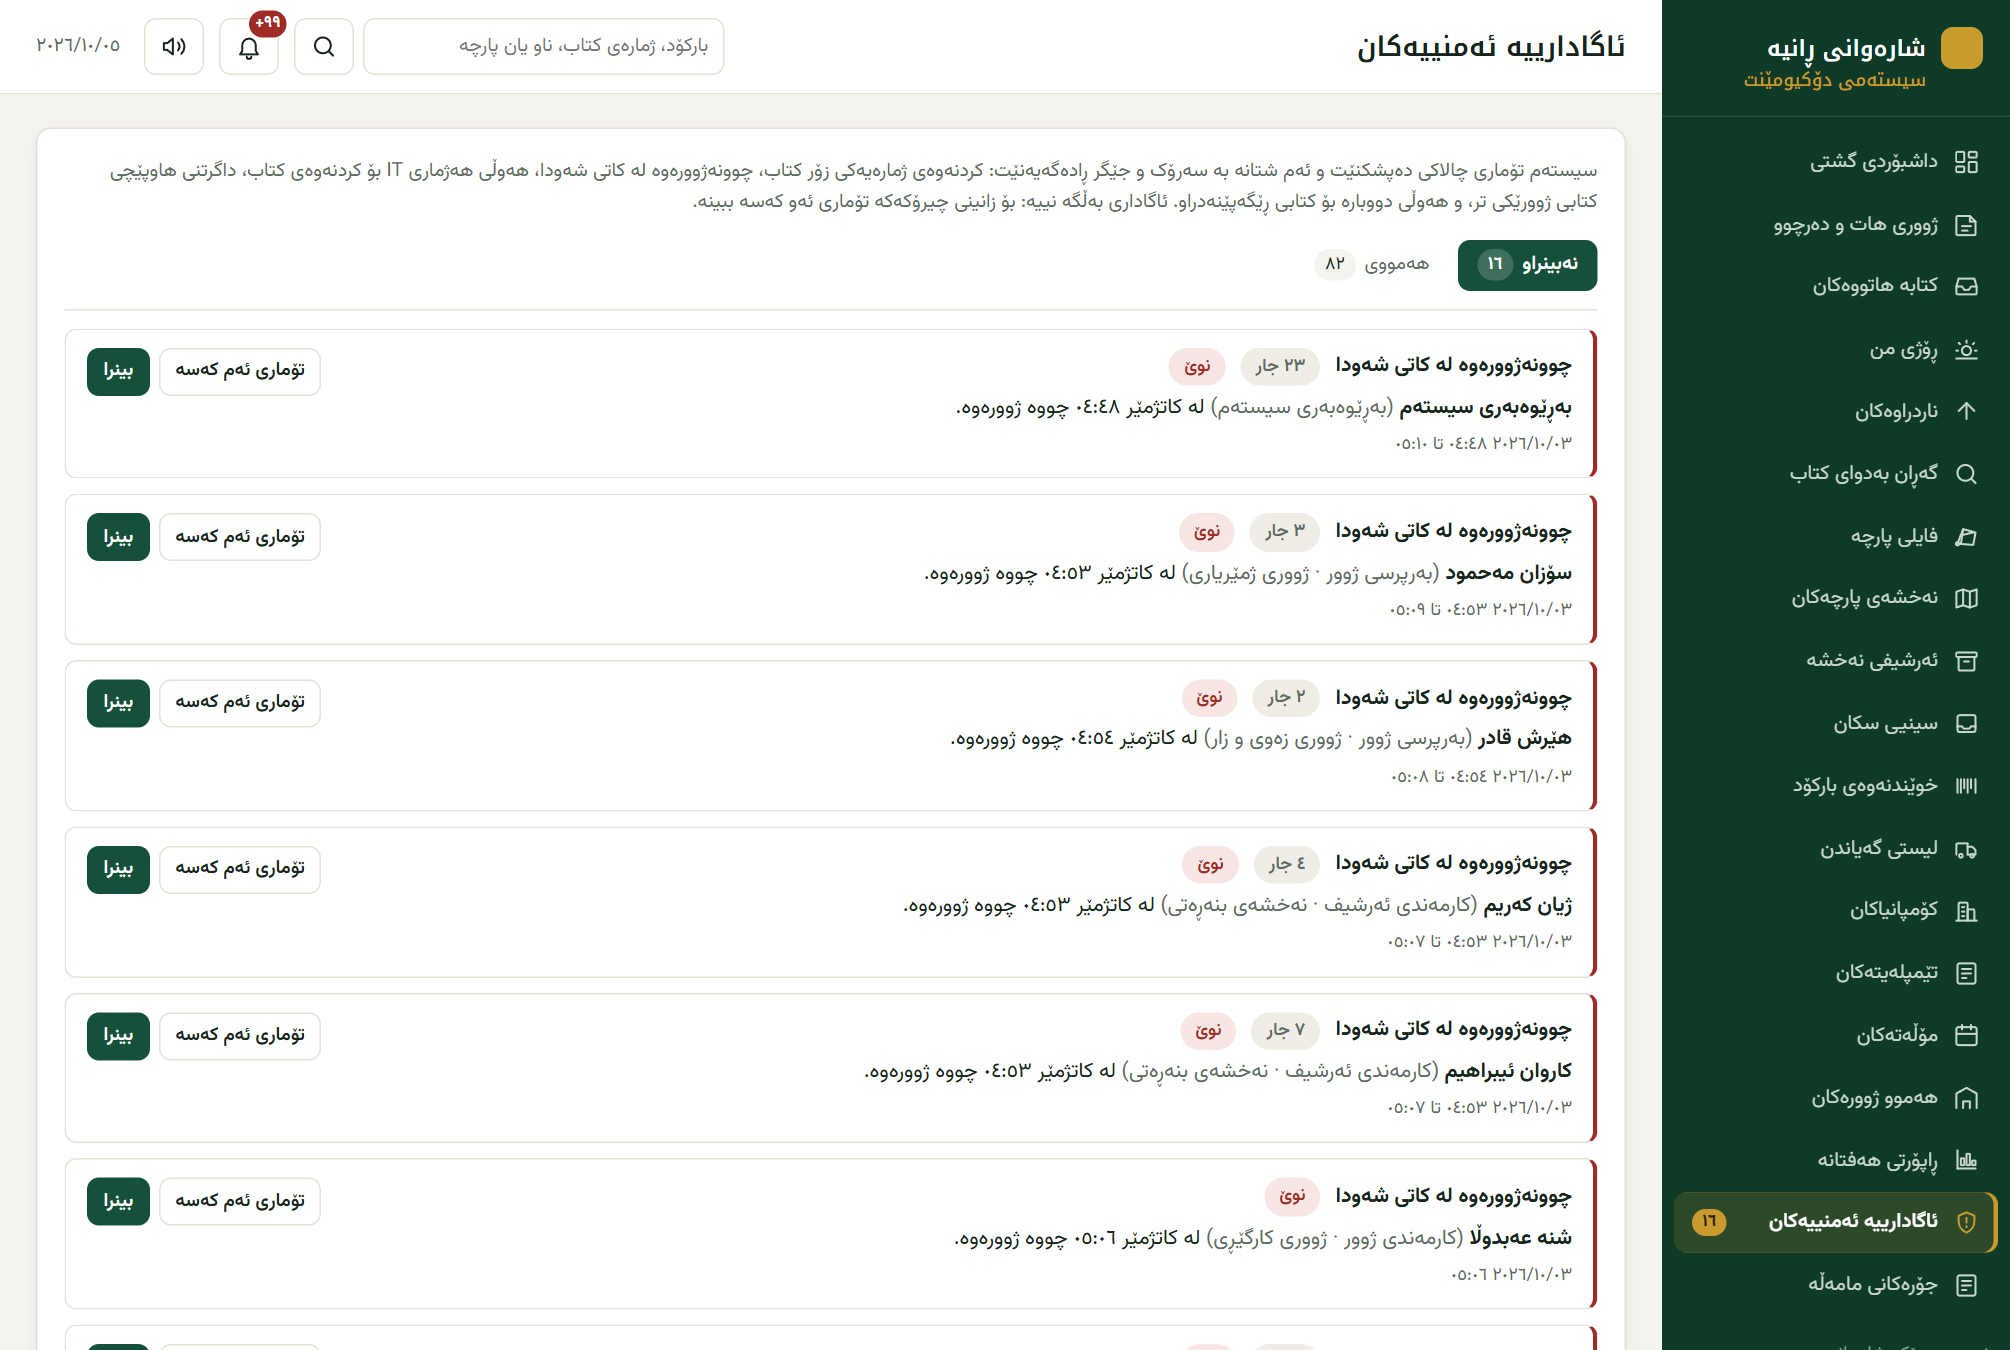 شارەوانی ڕانیە
سیستەمی دۆکیومێنت
داشبۆردی گشتی
ژووری هات و دەرچوو
کتابە هاتووەکان
ڕۆژی من
ناردراوەکان
گەڕان بەدوای کتاب
فایلی پارچە
نەخشەی پارچەکان
ئەرشیفی نەخشە
سینیی سکان
خوێندنەوەی بارکۆد
لیستی گەیاندن
کۆمپانیاکان
تێمپلەیتەکان
مۆڵەتەکان
هەموو ژوورەکان
ڕاپۆرتی هەفتانە
ئاگادارییە ئەمنییەکان ١٦
جۆرەکانی مامەڵە
ئاگادارییە ئەمنییەکان
بارکۆد، ژمارەی کتاب، ناو یان پارچە
٩٩+
٢٠٢٦/١٠/٠٥
سیستەم تۆماری چالاکی دەپشکنێت و ئەم شتانە بە سەرۆک و جێگر ڕادەگەیەنێت: کردنەوەی ژمارەیەکی زۆر کتاب، چوونەژوورەوە لە کاتی شەودا، هەوڵی هەژماری IT بۆ کردنەوەی کتاب، داگرتنی هاوپێچی
کتابی ژوورێکی تر، و هەوڵی دووبارە بۆ کتابی ڕێگەپێنەدراو. ئاگاداری بەڵگە نییە: بۆ زانینی چیرۆکەکە تۆماری ئەو کەسە ببینە.
نەبینراو ١٦ هەمووی ٨٢
چوونەژوورەوە لە کاتی شەودا ٢٣ جار نوێ
بەڕێوەبەری سیستەم (بەڕێوەبەری سیستەم) لە کاتژمێر ٠٤:٤٨ چووە ژوورەوە.
٢٠٢٦/١٠/٠٣ ٠٤:٤٨ تا ٠٥:١٠
تۆماری ئەم کەسە بینرا
چوونەژوورەوە لە کاتی شەودا ٣ جار نوێ
سۆزان مەحمود (بەرپرسی ژوور · ژووری ژمێریاری) لە کاتژمێر ٠٤:٥٣ چووە ژوورەوە.
٢٠٢٦/١٠/٠٣ ٠٤:٥٣ تا ٠٥:٠٩
تۆماری ئەم کەسە بینرا
چوونەژوورەوە لە کاتی شەودا ٢ جار نوێ
هێرش قادر (بەرپرسی ژوور · ژووری زەوی و زار) لە کاتژمێر ٠٤:٥٤ چووە ژوورەوە.
٢٠٢٦/١٠/٠٣ ٠٤:٥٤ تا ٠٥:٠٨
تۆماری ئەم کەسە بینرا
چوونەژوورەوە لە کاتی شەودا ٤ جار نوێ
ژیان کەریم (کارمەندی ئەرشیف · نەخشەی بنەڕەتی) لە کاتژمێر ٠٤:٥٣ چووە ژوورەوە.
٢٠٢٦/١٠/٠٣ ٠٤:٥٣ تا ٠٥:٠٧
تۆماری ئەم کەسە بینرا
چوونەژوورەوە لە کاتی شەودا ٧ جار نوێ
کاروان ئیبراهیم (کارمەندی ئەرشیف · نەخشەی بنەڕەتی) لە کاتژمێر ٠٤:٥٣ چووە ژوورەوە.
٢٠٢٦/١٠/٠٣ ٠٤:٥٣ تا ٠٥:٠٧
تۆماری ئەم کەسە بینرا
چوونەژوورەوە لە کاتی شەودا نوێ
شنە عەبدوڵا (کارمەندی ژوور · ژووری کارگێڕی) لە کاتژمێر ٠٥:٠٦ چووە ژوورەوە.
٢٠٢٦/١٠/٠٣ ٠٥:٠٦
تۆماری ئەم کەسە بینرا